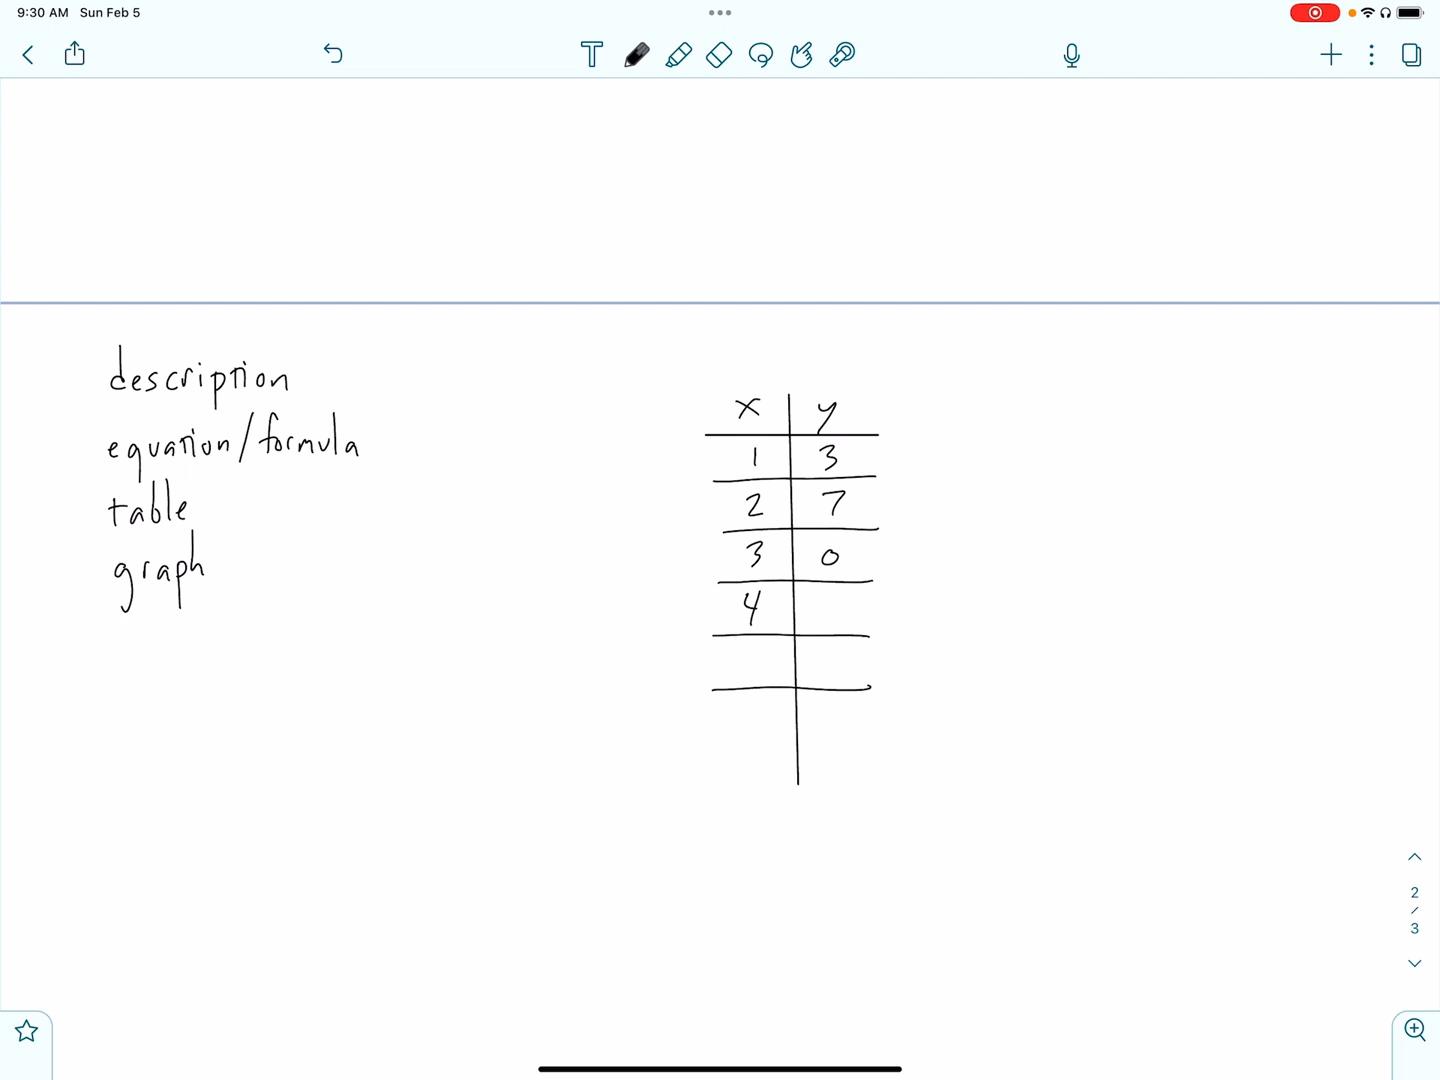 9:30 AM Sun Feb 5
T
description
equation/formula
table
graph
x y
1 3
2 7
3 0
4
2
/
3